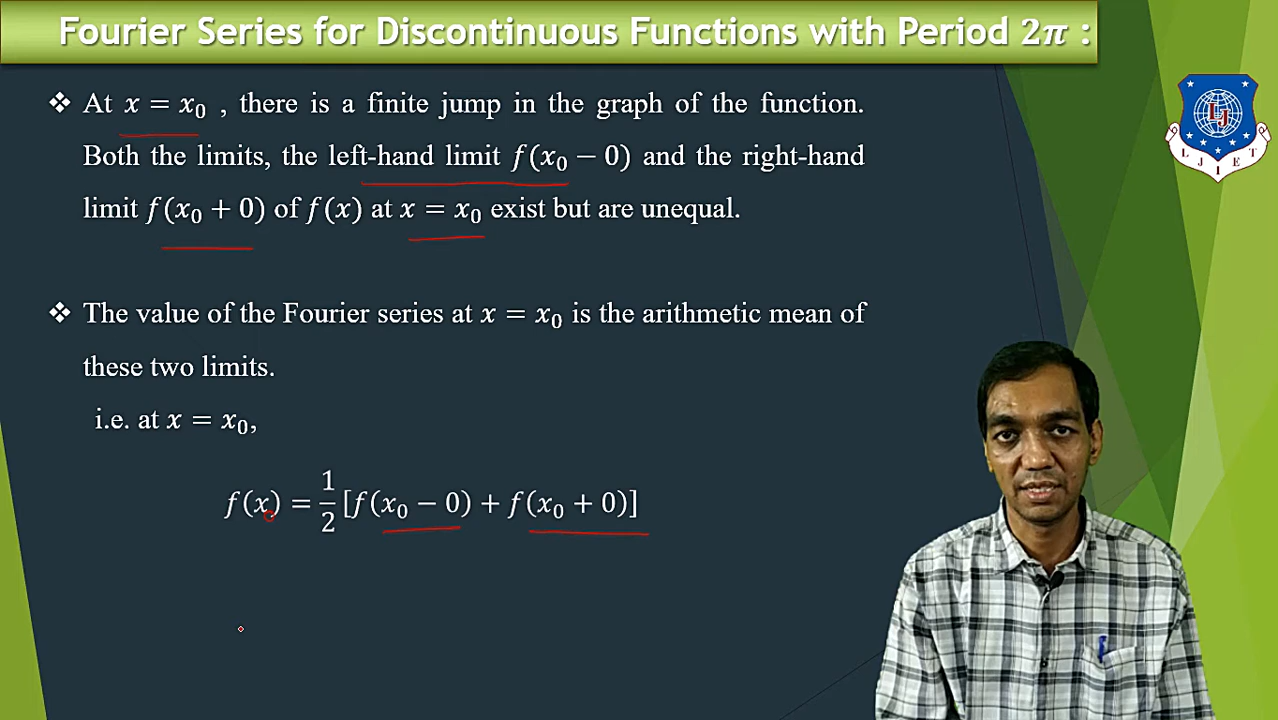 Fourier Series for Discontinuous Functions with Period 2π :
❖ At x = x₀ , there is a finite jump in the graph of the function.
Both the limits, the left-hand limit f(x₀ − 0) and the right-hand
limit f(x₀ + 0) of f(x) at x = x₀ exist but are unequal.
❖ The value of the Fourier series at x = x₀ is the arithmetic mean of
these two limits.
i.e. at x = x₀,
f(x) = 1/2 [f(x₀ − 0) + f(x₀ + 0)]
LJ
LJIET